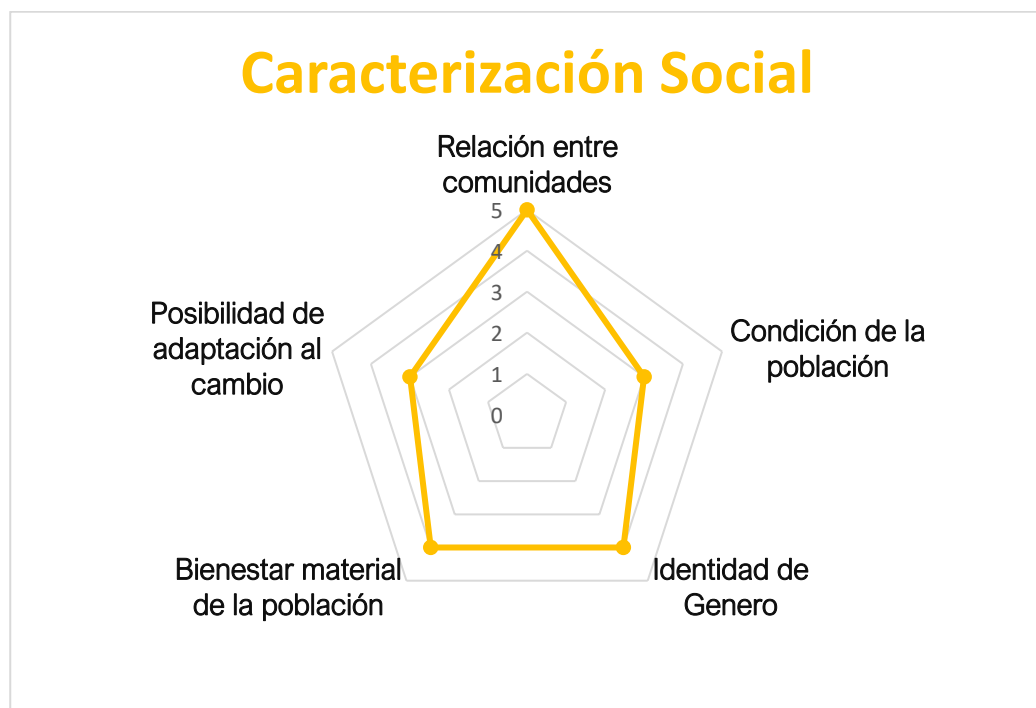 Caracterización Social
Relación entre
comunidades
5
4
3
2
1
0
Posibilidad de
adaptación al
cambio
Condición de la
población
Bienestar material
de la población
Identidad de
Genero